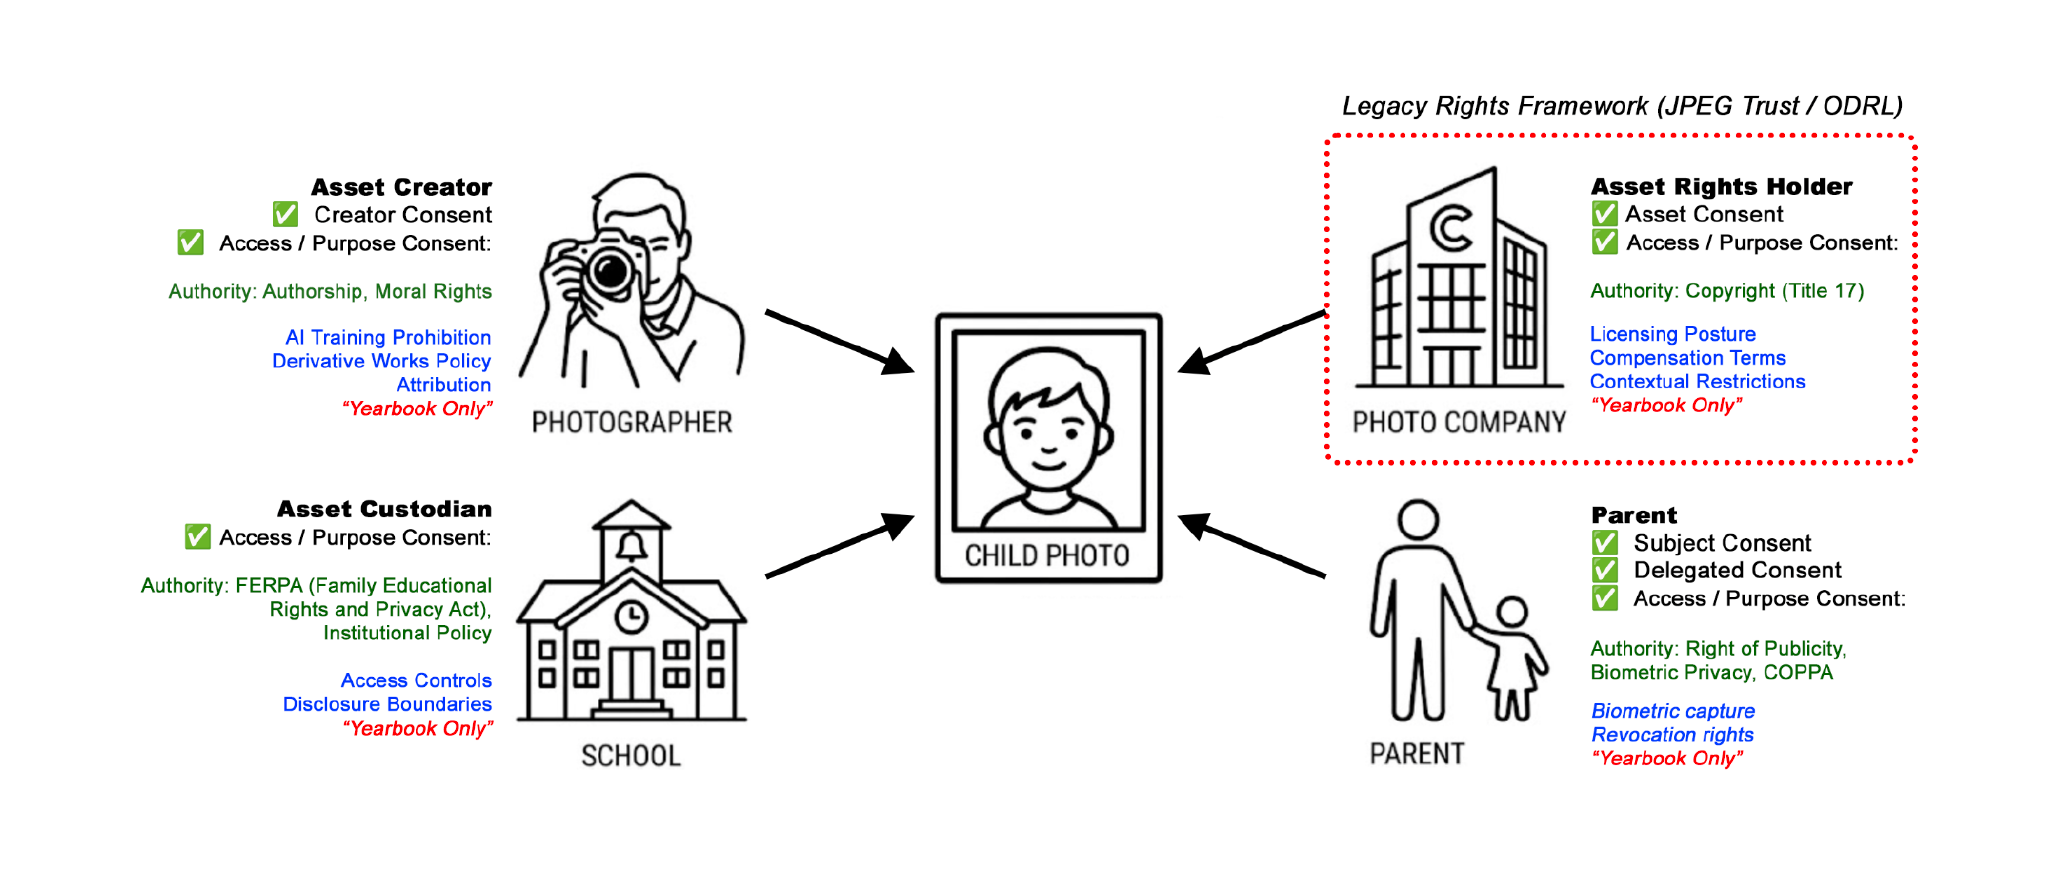 Legacy Rights Framework (JPEG Trust / ODRL)
Asset Creator
✅ Creator Consent
✅ Access / Purpose Consent:
Authority: Authorship, Moral Rights
AI Training Prohibition
Derivative Works Policy
Attribution
“Yearbook Only”
PHOTOGRAPHER
C
Asset Rights Holder
✅ Asset Consent
✅ Access / Purpose Consent:
Authority: Copyright (Title 17)
Licensing Posture
Compensation Terms
Contextual Restrictions
“Yearbook Only”
PHOTO COMPANY
CHILD PHOTO
Asset Custodian
✅ Access / Purpose Consent:
Authority: FERPA (Family Educational
Rights and Privacy Act),
Institutional Policy
Access Controls
Disclosure Boundaries
“Yearbook Only”
SCHOOL
Parent
✅ Subject Consent
✅ Delegated Consent
✅ Access / Purpose Consent:
Authority: Right of Publicity,
Biometric Privacy, COPPA
Biometric capture
Revocation rights
“Yearbook Only”
PARENT